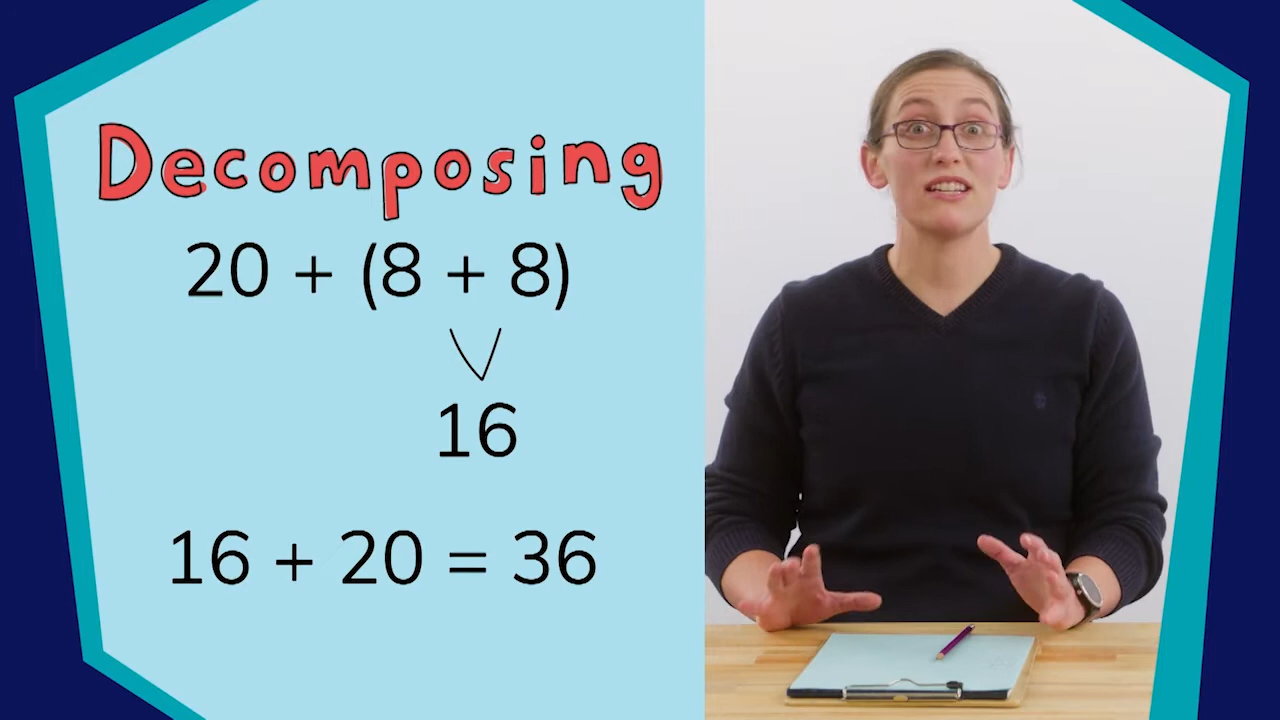 Decomposing
20 + (8 + 8)
16
16 + 20 = 36